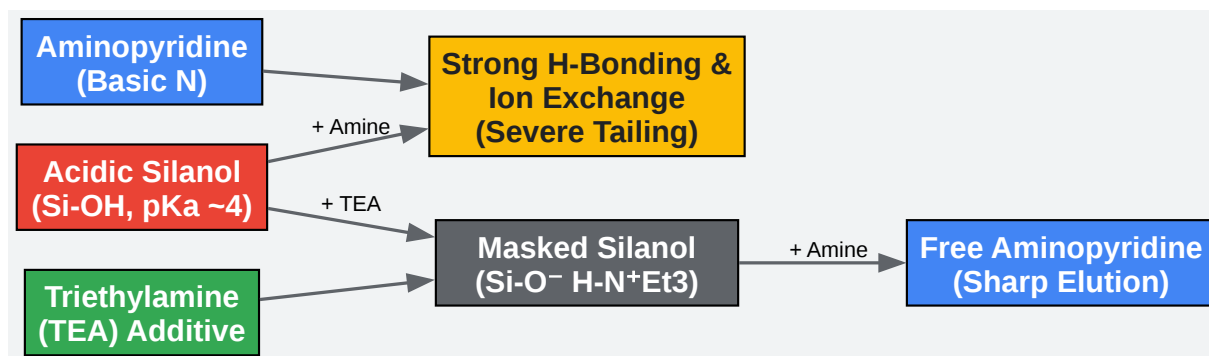 Aminopyridine
(Basic N)
Strong H-Bonding &
Ion Exchange
(Severe Tailing)
+ Amine
Acidic Silanol
(Si-OH, pKa ~4)
+ TEA
Masked Silanol
(Si-O⁻ H-N⁺Et3)
+ Amine
Free Aminopyridine
(Sharp Elution)
Triethylamine
(TEA) Additive